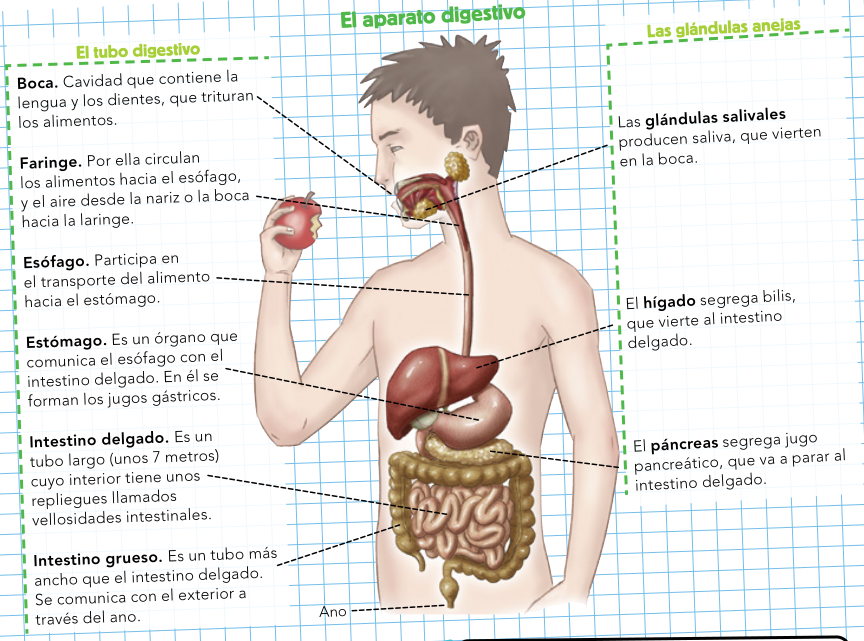 El aparato digestivo
El tubo digestivo
Boca. Cavidad que contiene la
lengua y los dientes, que trituran
los alimentos.
Faringe. Por ella circulan
los alimentos hacia el esófago,
y el aire desde la nariz o la boca
hacia la laringe.
Esófago. Participa en
el transporte del alimento
hacia el estómago.
Estómago. Es un órgano que
comunica el esófago con el
intestino delgado. En él se
forman los jugos gástricos.
Intestino delgado. Es un
tubo largo (unos 7 metros)
cuyo interior tiene unos
repliegues llamados
vellosidades intestinales.
Intestino grueso. Es un tubo más
ancho que el intestino delgado.
Se comunica con el exterior a
través del ano.
Ano
Las glándulas anejas
Las glándulas salivales
producen saliva, que vierten
en la boca.
El hígado segrega bilis,
que vierte al intestino
delgado.
El páncreas segrega jugo
pancreático, que va a parar al
intestino delgado.